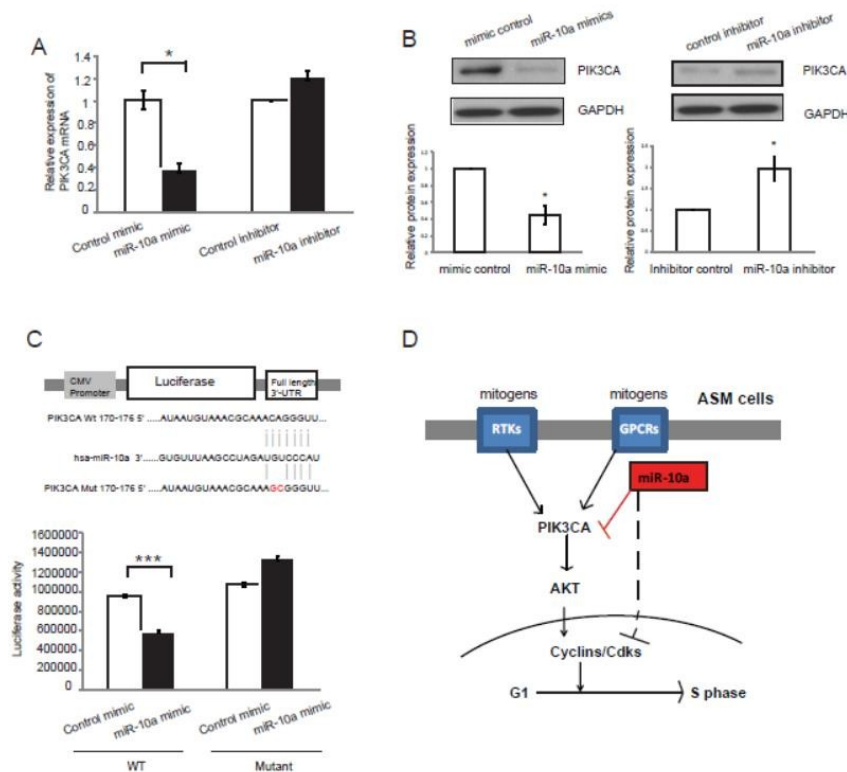 A
*
Relative expression of
PIK3CA mRNA
1.4
1.2
1
0.8
0.6
0.4
0.2
0
Control mimic
miR-10a mimic
Control inhibitor
miR-10a inhibitor
B
mimic control
miR-10a mimics
control inhibitor
miR-10a inhibitor
PIK3CA
PIK3CA
GAPDH
GAPDH
Relative protein expression
*
mimic control
miR-10a mimic
Relative protein expression
*
Inhibitor control
miR-10a inhibitor
C
CMV
Promoter
Luciferase
Full length
3'-UTR
PIK3CA Wt 170-176 5' .....AUAAUGUAAACGCAAACAGGGUU...
hsa-miR-10a 3'.....GUGUUUAAGCCUAGAUGUCCCAU
PIK3CA Mut 170-176 5' .....AUAAUGUAAACGCAAAGCGGGUU...
Luciferase activity
1600000
1400000
1200000
1000000
800000
600000
400000
200000
0
***
Control mimic
miR-10a mimic
Control mimic
miR-10a mimic
WT
Mutant
D
mitogens
mitogens
ASM cells
RTKs
GPCRs
miR-10a
PIK3CA
AKT
Cyclins/Cdks
G1
S phase